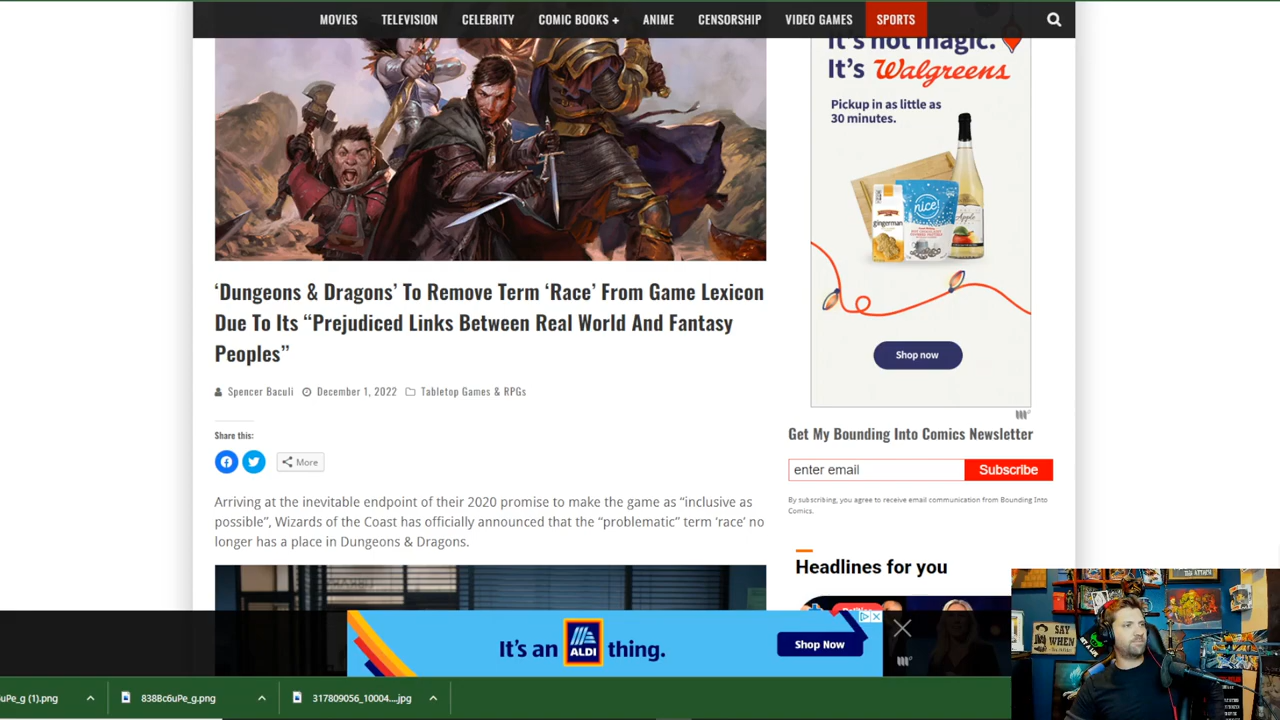 MOVIES TELEVISION CELEBRITY COMIC BOOKS + ANIME CENSORSHIP VIDEO GAMES SPORTS
It's not magic.
It's Walgreens
Pickup in as little as
30 minutes.
nice!
gingerman
Apple
Shop now
‘Dungeons & Dragons’ To Remove Term ‘Race’ From Game Lexicon
Due To Its “Prejudiced Links Between Real World And Fantasy
Peoples”
Spencer Baculi December 1, 2022 Tabletop Games & RPGs
Share this:
More
Arriving at the inevitable endpoint of their 2020 promise to make the game as “inclusive as
possible”, Wizards of the Coast has officially announced that the “problematic” term ‘race’ no
longer has a place in Dungeons & Dragons.
Get My Bounding Into Comics Newsletter
enter email Subscribe
By subscribing, you agree to receive email communication from Bounding Into
Comics.
Headlines for you
It's an ALDI thing.
Shop Now
SAY
WHEN
uPe_g (1).png 838Bc6uPe_g.png 317809056_10004....jpg